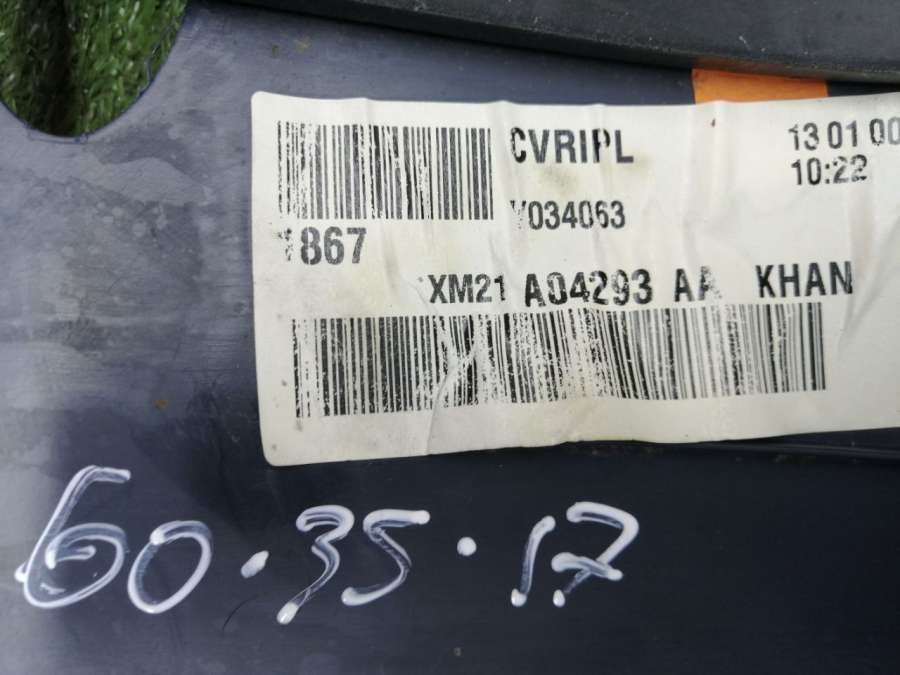 CVRIPL 13 01 00
10:22
Y034063
1867
XM21 A04293 AA KHAN
60.35.17